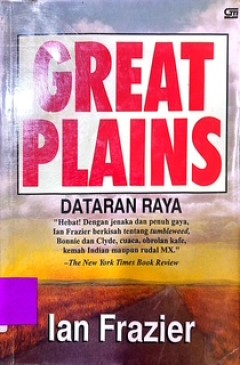 GREAT
PLAINS
DATARAN RAYA
"Hebat! Dengan jenaka dan penuh gaya,
Ian Frazier berkisah tentang tumbleweed,
Bonnie dan Clyde, cuaca, obrolan kafe,
kemah Indian maupun rudal MX."
–The New York Times Book Review
Ian Frazier